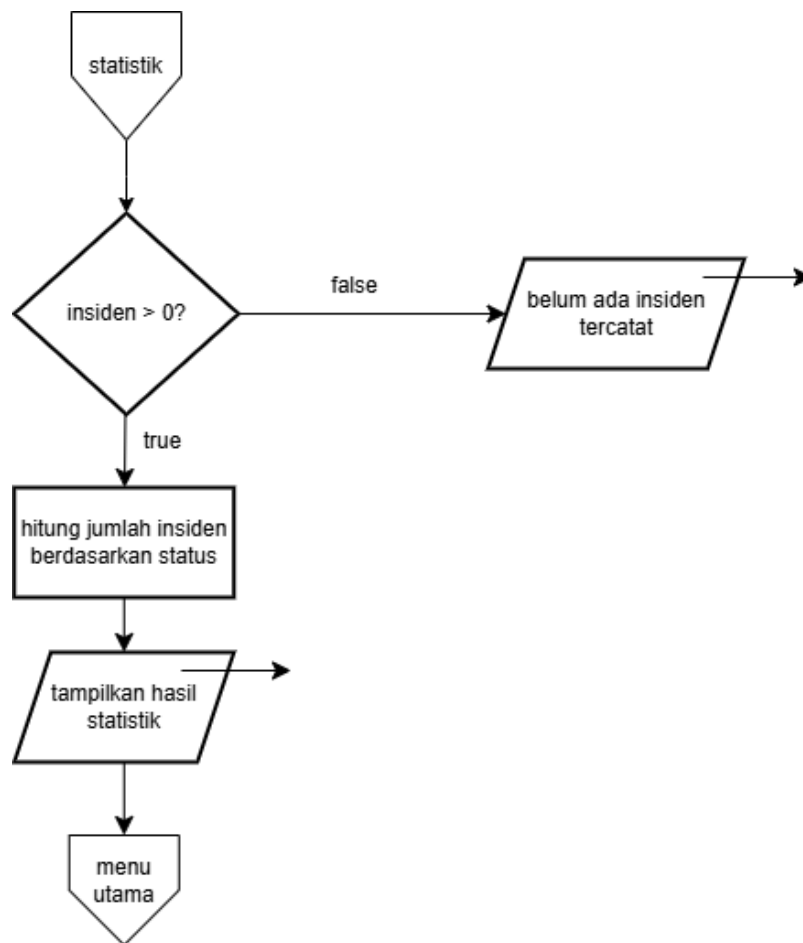 statistik
insiden > 0?
false
belum ada insiden
tercatat
true
hitung jumlah insiden
berdasarkan status
tampilkan hasil
statistik
menu
utama